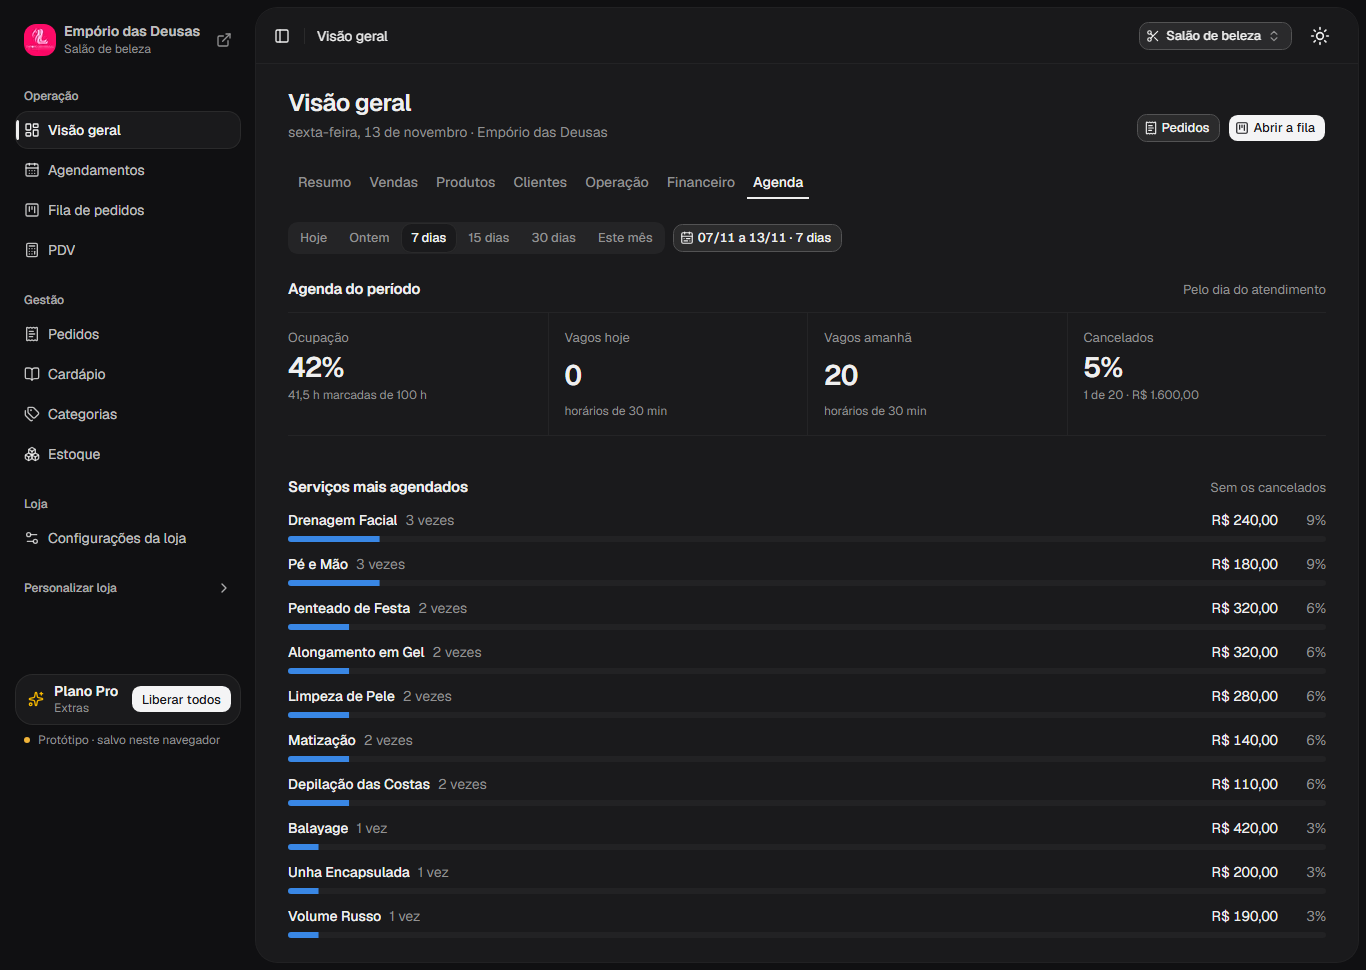 Empório das Deusas
Salão de beleza
Operação
Visão geral
Agendamentos
Fila de pedidos
PDV
Gestão
Pedidos
Cardápio
Categorias
Estoque
Loja
Configurações da loja
Personalizar loja
Plano Pro
Extras
Liberar todos
Protótipo · salvo neste navegador
Visão geral
Salão de beleza
Visão geral
sexta-feira, 13 de novembro · Empório das Deusas
Pedidos
Abrir a fila
Resumo Vendas Produtos Clientes Operação Financeiro Agenda
Hoje Ontem 7 dias 15 dias 30 dias Este mês 07/11 a 13/11 · 7 dias
Agenda do período Pelo dia do atendimento
Ocupação
42%
41,5 h marcadas de 100 h
Vagos hoje
0
horários de 30 min
Vagos amanhã
20
horários de 30 min
Cancelados
5%
1 de 20 · R$ 1.600,00
Serviços mais agendados Sem os cancelados
Drenagem Facial 3 vezes R$ 240,00 9%
Pé e Mão 3 vezes R$ 180,00 9%
Penteado de Festa 2 vezes R$ 320,00 6%
Alongamento em Gel 2 vezes R$ 320,00 6%
Limpeza de Pele 2 vezes R$ 280,00 6%
Matização 2 vezes R$ 140,00 6%
Depilação das Costas 2 vezes R$ 110,00 6%
Balayage 1 vez R$ 420,00 3%
Unha Encapsulada 1 vez R$ 200,00 3%
Volume Russo 1 vez R$ 190,00 3%